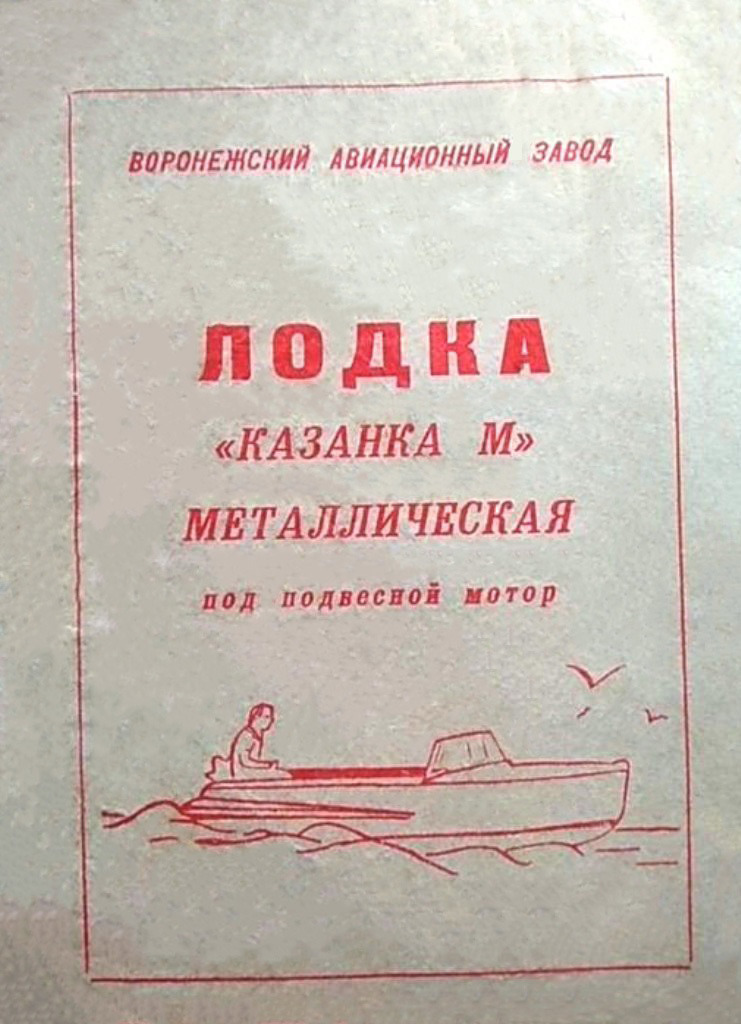 ВОРОНЕЖСКИЙ АВИАЦИОННЫЙ ЗАВОД
ЛОДКА
«КАЗАНКА М»
МЕТАЛЛИЧЕСКАЯ
под подвесной мотор